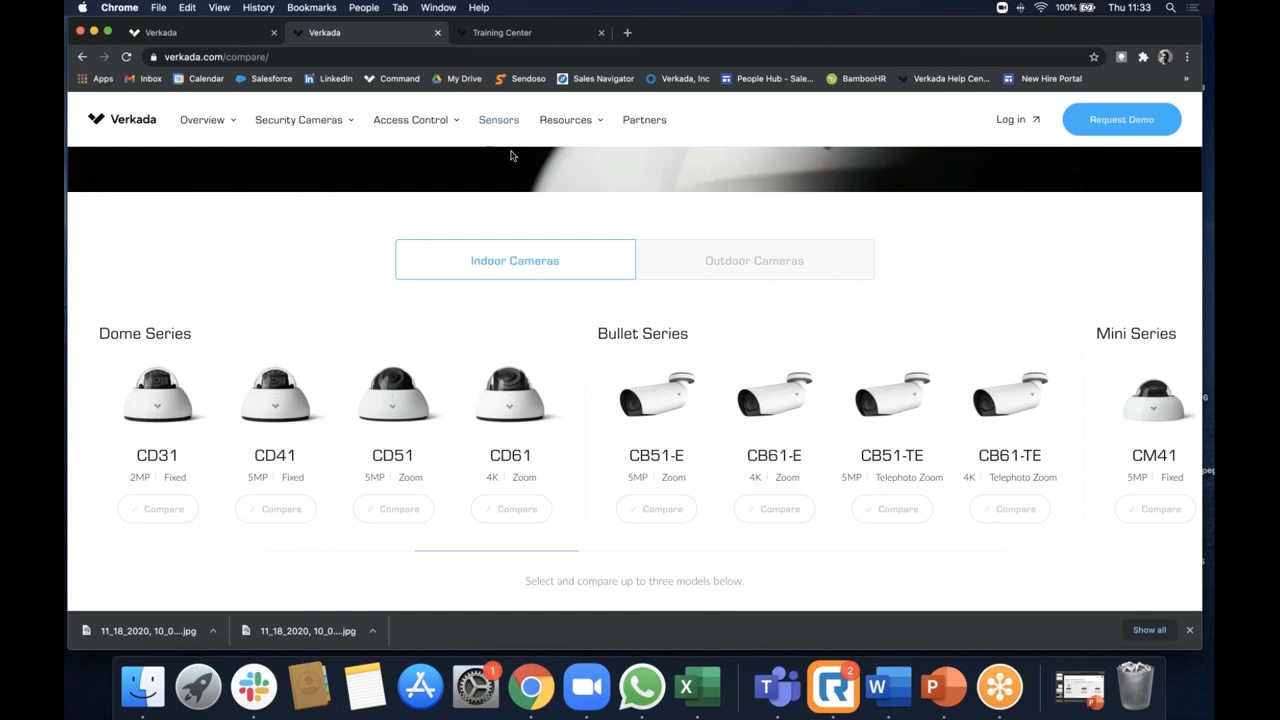 Chrome File Edit View History Bookmarks People Tab Window Help 100% Thu 11:33
Verkada Verkada Training Center
verkada.com/compare/
Apps Inbox Calendar Salesforce LinkedIn Command My Drive Sendoso Sales Navigator Verkada, Inc People Hub - Sale... BambooHR Verkada Help Cen... New Hire Portal »
Verkada Overview Security Cameras Access Control Sensors Resources Partners Log in Request Demo
Indoor Cameras Outdoor Cameras
Dome Series Bullet Series Mini Series
CD31 CD41 CD51 CD61 CB51-E CB61-E CB51-TE CB61-TE CM41
2MP Fixed 5MP Fixed 5MP Zoom 4K Zoom 5MP Zoom 4K Zoom 5MP Telephoto Zoom 4K Telephoto Zoom 5MP Fixed
Compare Compare Compare Compare Compare Compare Compare Compare Compare
Select and compare up to three models below.
11_18_2020, 10_0....jpg 11_18_2020, 10_0....jpg Show all
1 X T 2 W P